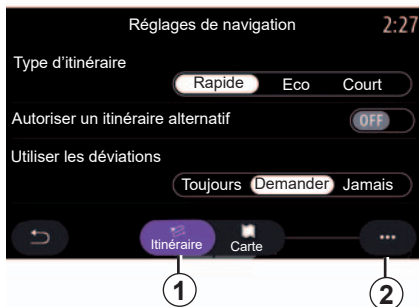 Réglages de navigation 2:27
Type d'itinéraire
Rapide Eco Court
Autoriser un itinéraire alternatif OFF
Utiliser les déviations
Toujours Demander Jamais
Itinéraire Carte ...
1 2